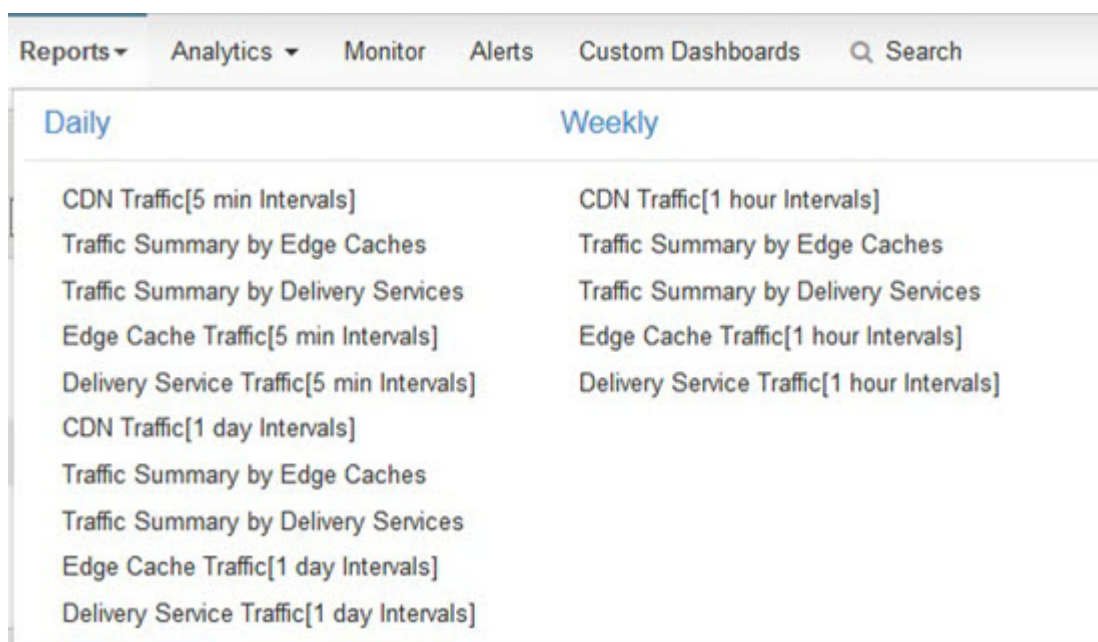 Reports Analytics Monitor Alerts Custom Dashboards Search
Daily
CDN Traffic[5 min Intervals]
Traffic Summary by Edge Caches
Traffic Summary by Delivery Services
Edge Cache Traffic[5 min Intervals]
Delivery Service Traffic[5 min Intervals]
CDN Traffic[1 day Intervals]
Traffic Summary by Edge Caches
Traffic Summary by Delivery Services
Edge Cache Traffic[1 day Intervals]
Delivery Service Traffic[1 day Intervals]
Weekly
CDN Traffic[1 hour Intervals]
Traffic Summary by Edge Caches
Traffic Summary by Delivery Services
Edge Cache Traffic[1 hour Intervals]
Delivery Service Traffic[1 hour Intervals]